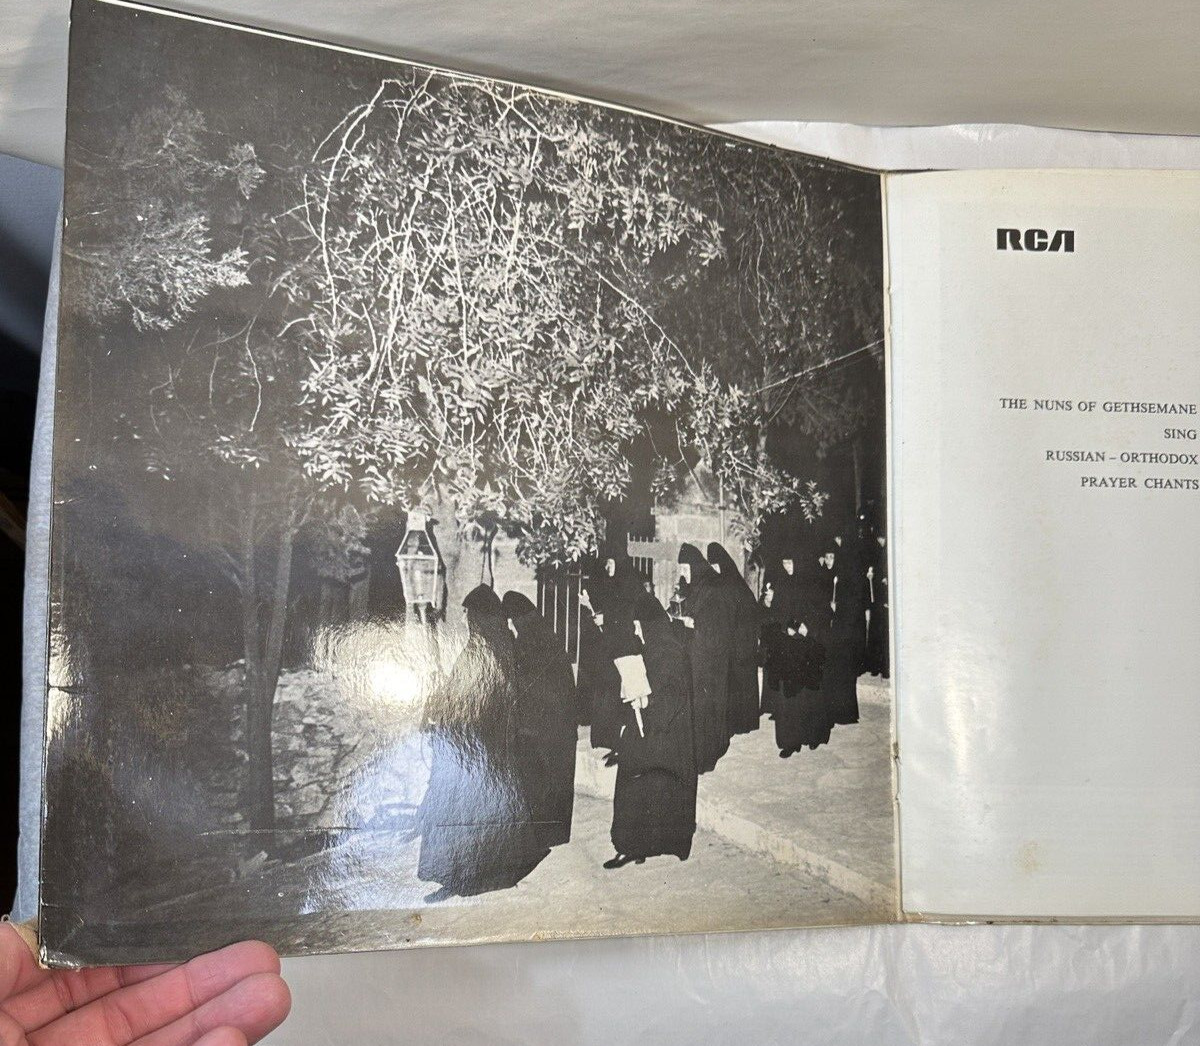 RCA
THE NUNS OF GETHSEMANE
SING
RUSSIAN – ORTHODOX
PRAYER CHANTS